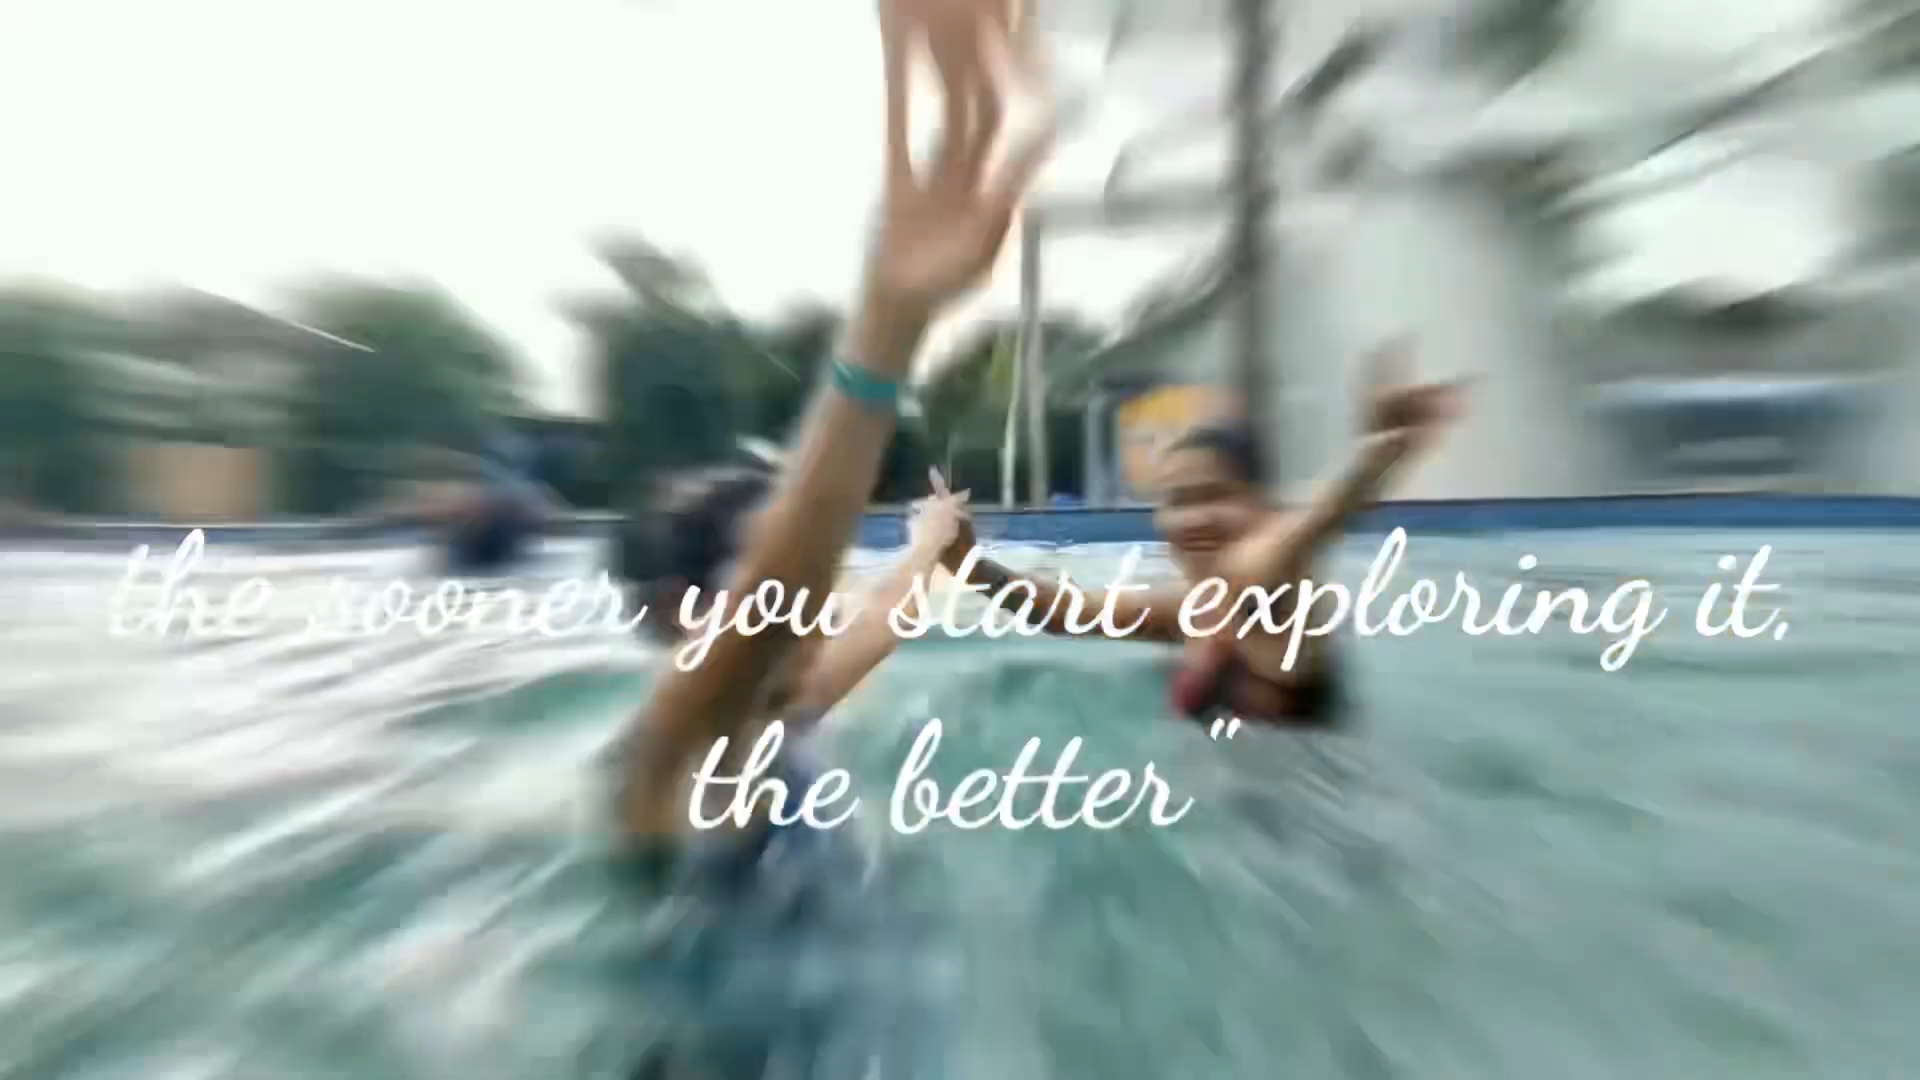 the sooner you start exploring it,
the better"